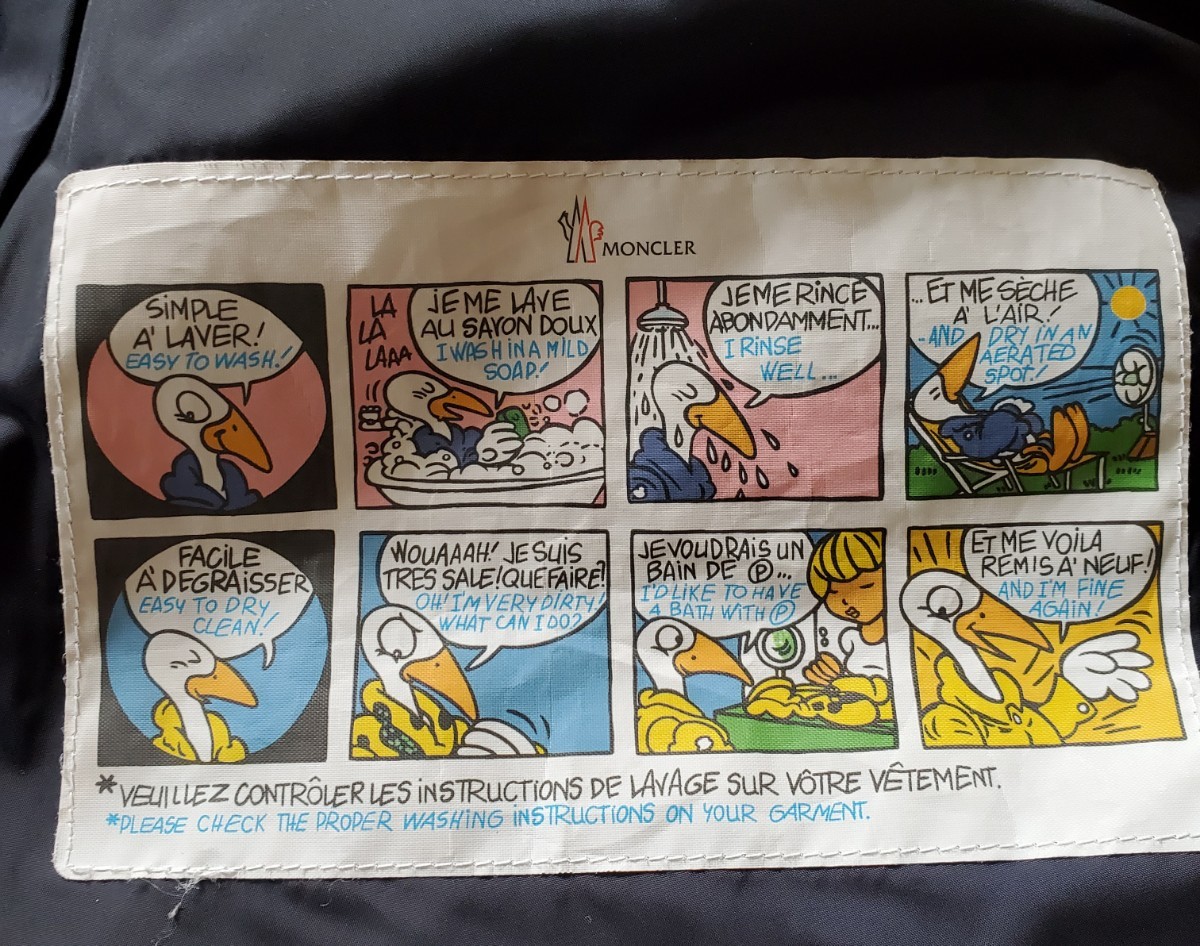 MONCLER
SiMPLE
A' LAVER!
EASY TO WASH!
LA
LA
LAAA
JE ME LAVE
AU SAVON DOUX
I WASH IN A MILD
SOAP!
JE ME RINCE
ABONDAMMENT...
I RINSE
WELL...
...ET ME SÈCHE
A' L'AIR!
..AND DRY IN AN
AERATED
SPOT!
FACILE
A' DEGRAISSER
EASY TO DRY
CLEAN!
WOUAAAH! JE SUIS
TRES SALE! QUE FAIRE?
OH! I'M VERY DIRTY!
WHAT CAN I DO?
JE VOUDRAIS UN
BAIN DE Ⓟ...
I'D LIKE TO HAVE
A BATH WITH Ⓟ
ET ME VOILA
REMIS A' NEUF!
AND I'M FINE
AGAIN!
*VEUILLEZ CONTRÔLER LES iNSTRUCTiONS DE LAVAGE SUR VÔTRE VÊTEMENT.
*PLEASE CHECK THE PROPER WASHING INSTRUCTIONS ON YOUR GARMENT.